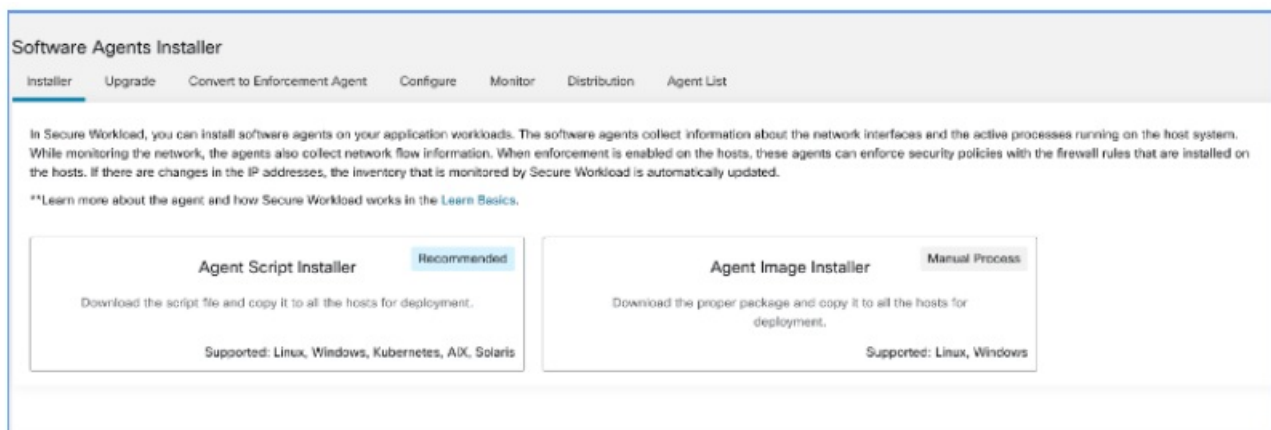 Software Agents Installer
Installer Upgrade Convert to Enforcement Agent Configure Monitor Distribution Agent List
In Secure Workload, you can install software agents on your application workloads. The software agents collect information about the network interfaces and the active processes running on the host system.
While monitoring the network, the agents also collect network flow information. When enforcement is enabled on the hosts, these agents can enforce security policies with the firewall rules that are installed on
the hosts. If there are changes in the IP addresses, the inventory that is monitored by Secure Workload is automatically updated.
**Learn more about the agent and how Secure Workload works in the Learn Basics.
Agent Script Installer
Recommended
Download the script file and copy it to all the hosts for deployment.
Supported: Linux, Windows, Kubernetes, AIX, Solaris
Agent Image Installer
Manual Process
Download the proper package and copy it to all the hosts for
deployment.
Supported: Linux, Windows